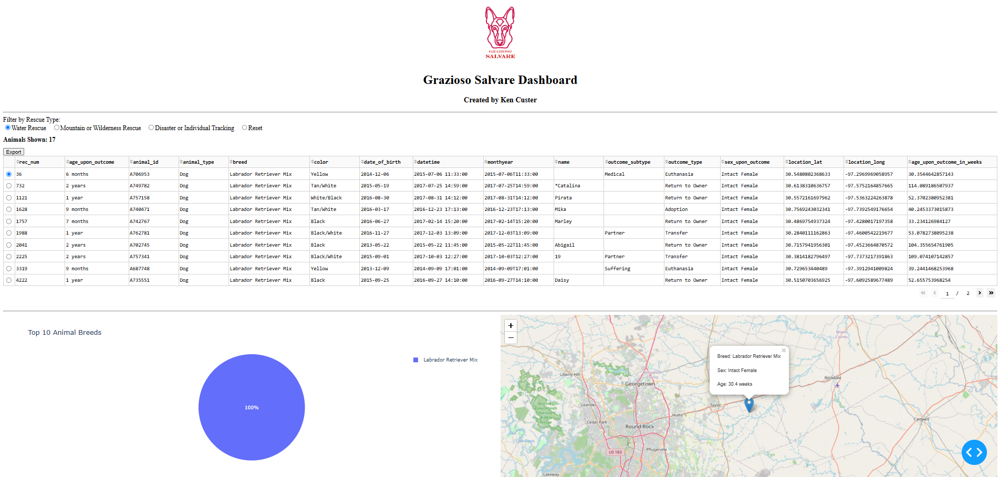 GRAZIOSO
SALVARE
Grazioso Salvare Dashboard
Created by Ken Custer
Filter by Rescue Type:
Water Rescue Mountain or Wilderness Rescue Disaster or Individual Tracking Reset
Animals Shown: 17
Export
rec_num age_upon_outcome animal_id animal_type breed color date_of_birth datetime monthyear name outcome_subtype outcome_type sex_upon_outcome location_lat location_long age_upon_outcome_in_weeks
36 6 months A706953 Dog Labrador Retriever Mix Yellow 2014-12-06 2015-07-06 11:33:00 2015-07-06T11:33:00 Medical Euthanasia Intact Female 30.5480802368633 -97.2969969058957 30.3544642857143
732 2 years A749782 Dog Labrador Retriever Mix Tan/White 2015-05-19 2017-07-25 14:59:00 2017-07-25T14:59:00 *Catalina Return to Owner Intact Female 30.6138310636757 -97.5752164857665 114.089186507937
1121 1 year A757158 Dog Labrador Retriever Mix White/Black 2016-08-30 2017-08-31 14:12:00 2017-08-31T14:12:00 Pirata Return to Owner Intact Female 30.5572161697962 -97.5363224263878 52.3702380952381
1628 9 months A740471 Dog Labrador Retriever Mix Tan/White 2016-03-17 2016-12-23 17:13:00 2016-12-23T17:13:00 Mika Adoption Intact Female 30.7569243032341 -97.7392549176654 40.2453373015873
1757 7 months A742767 Dog Labrador Retriever Mix Black 2016-06-27 2017-02-14 15:20:00 2017-02-14T15:20:00 Marley Return to Owner Intact Female 30.4869754937324 -97.4280017197358 33.234126984127
1988 1 year A762781 Dog Labrador Retriever Mix Black/White 2016-11-27 2017-12-03 13:09:00 2017-12-03T13:09:00 Partner Transfer Intact Female 30.2840111162863 -97.4600542219677 53.0782738095238
2041 2 years A702745 Dog Labrador Retriever Mix Black 2013-05-22 2015-05-22 11:45:00 2015-05-22T11:45:00 Abigail Return to Owner Intact Female 30.7157941956301 -97.4523664870572 104.355654761905
2225 2 years A757341 Dog Labrador Retriever Mix Black/White 2015-09-01 2017-10-03 12:27:00 2017-10-03T12:27:00 19 Partner Transfer Intact Female 30.3814182796497 -97.7373217391863 109.074107142857
3319 9 months A687748 Dog Labrador Retriever Mix Yellow 2013-12-09 2014-09-09 17:01:00 2014-09-09T17:01:00 Suffering Euthanasia Intact Female 30.729653440489 -97.3912941009824 39.2441468253968
4222 1 year A735551 Dog Labrador Retriever Mix Black 2015-09-25 2016-09-27 14:10:00 2016-09-27T14:10:00 Daisy Return to Owner Intact Female 30.5150703656925 -97.6092589677489 52.655753968254
1 / 2
Top 10 Animal Breeds
Labrador Retriever Mix
100%
+
−
Breed: Labrador Retriever Mix
Sex: Intact Female
Age: 30.4 weeks
Milam
County
Liberty Hill
Williamson
County
Georgetown
Rockdale
Leander
Balcones
Canyonlands
National
Wildlife
Refuge
Taylor
Hutto
Cedar Park
Round Rock
Caldwell
Lake Travis
Pflugerville
US 183
Lakeway